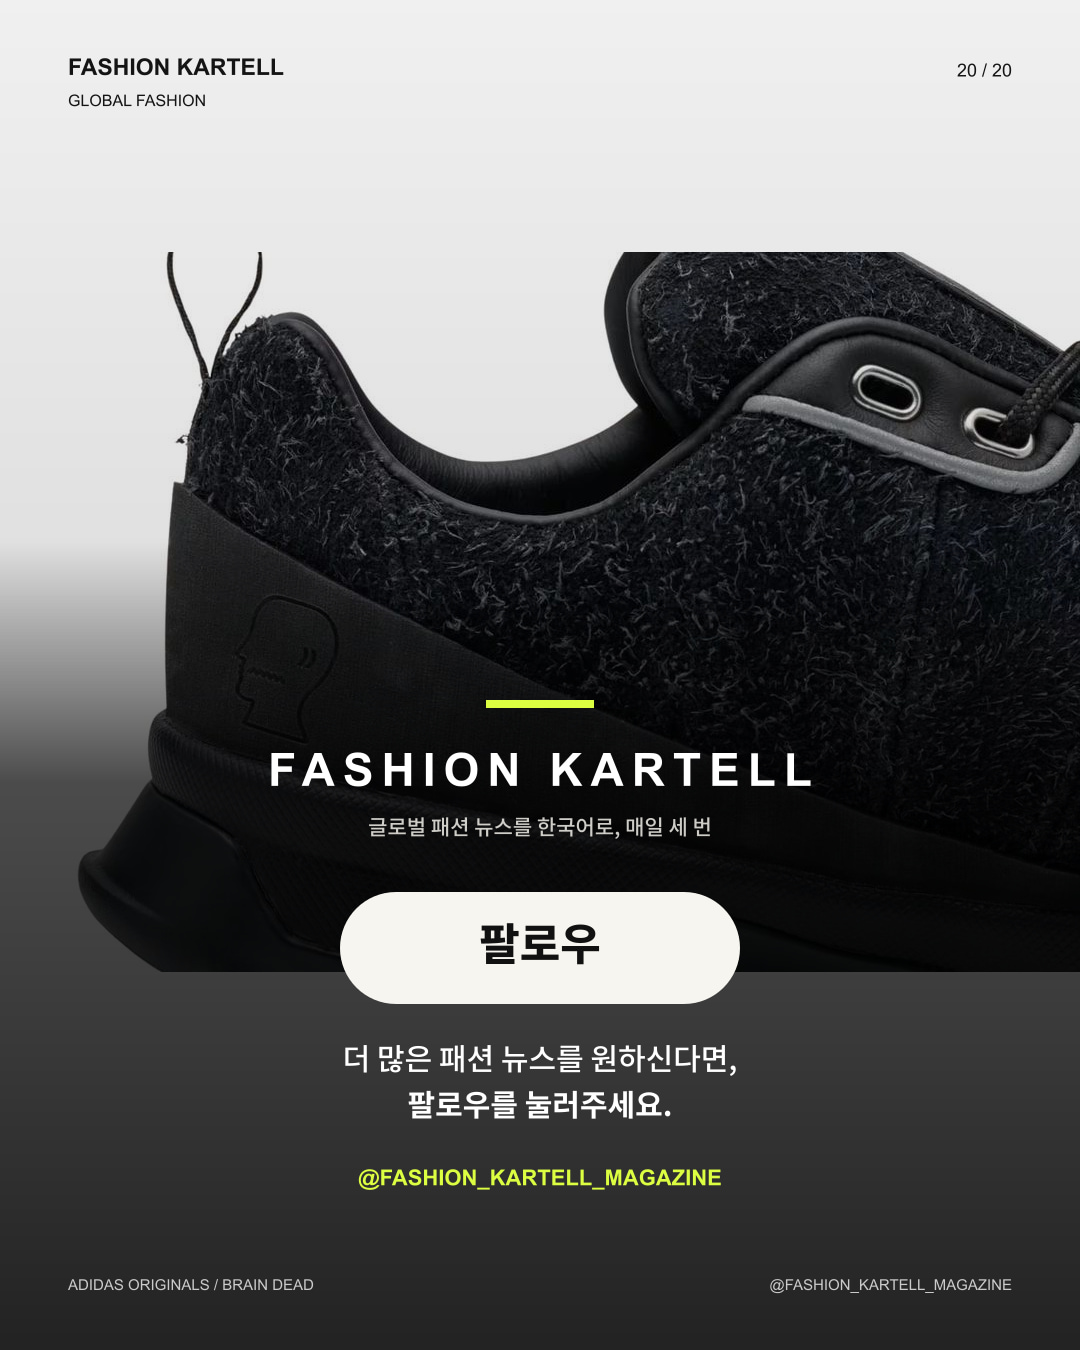 FASHION KARTELL
20 / 20
GLOBAL FASHION
FASHION KARTELL
글로벌 패션 뉴스를 한국어로, 매일 세 번
팔로우
더 많은 패션 뉴스를 원하신다면,
팔로우를 눌러주세요.
@FASHION_KARTELL_MAGAZINE
ADIDAS ORIGINALS / BRAIN DEAD
@FASHION_KARTELL_MAGAZINE